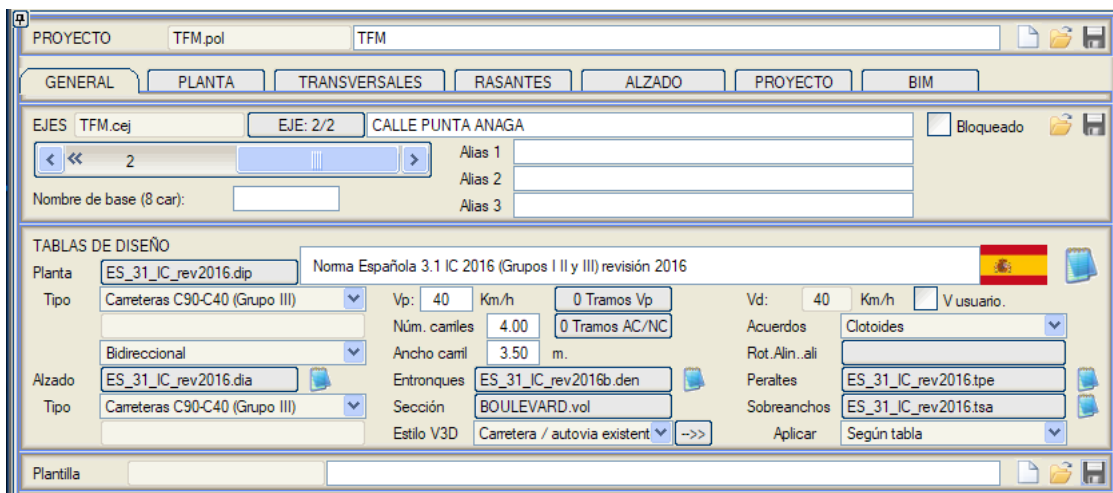 PROYECTO TFM.pol TFM
GENERAL PLANTA TRANSVERSALES RASANTES ALZADO PROYECTO BIM
EJES TFM.cej EJE: 2/2 CALLE PUNTA ANAGA Bloqueado
2 Alias 1
Alias 2
Nombre de base (8 car): Alias 3
TABLAS DE DISEÑO
Planta ES_31_IC_rev2016.dip Norma Española 3.1 IC 2016 (Grupos I II y III) revisión 2016
Tipo Carreteras C90-C40 (Grupo III) Vp: 40 Km/h 0 Tramos Vp Vd: 40 Km/h V usuario.
Núm. carriles 4.00 0 Tramos AC/NC Acuerdos Clotoides
Bidireccional Ancho carril 3.50 m. Rot.Alin..ali
Alzado ES_31_IC_rev2016.dia Entronques ES_31_IC_rev2016b.den Peraltes ES_31_IC_rev2016.tpe
Tipo Carreteras C90-C40 (Grupo III) Sección BOULEVARD.vol Sobreanchos ES_31_IC_rev2016.tsa
Estilo V3D Carretera / autovia existent -->> Aplicar Según tabla
Plantilla